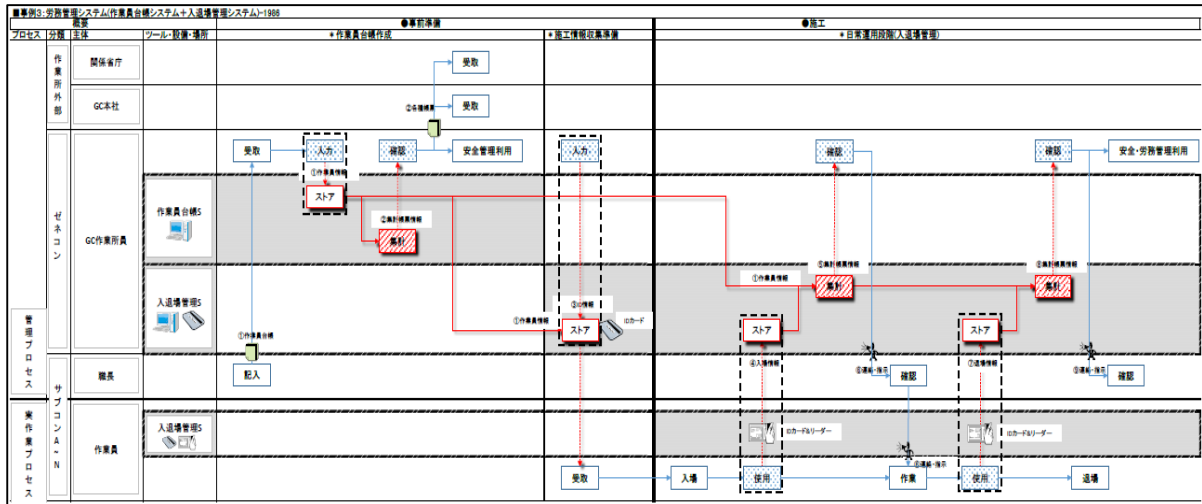 ■事例3:労務管理システム(作業員台帳システム+入退場管理システム)-1986
概要
●事前準備
●施工
プロセス 分類 主体 ツール・設備・場所
*作業員台帳作成
*施工情報収集準備
*日常運用段階(入退場管理)
作業所外部
関係省庁
受取
GC本社
②各種帳票
受取
ゼネコン
GC作業所員
受取
入力
確認
安全管理利用
入力
確認
確認
安全・労務管理利用
①作業員情報
作業員台帳S
ストア
②集計帳票情報
集計
⑤集計帳票情報
⑧集計帳票情報
入退場管理S
①作業員情報
集計
集計
③ID情報
①作業員情報
ストア
IDカード
ストア
ストア
管理プロセス
①作業員台帳
④入場情報
⑦退場情報
サブコンA~N
職長
記入
⑥連絡・指示
確認
⑨連絡・指示
確認
実作業プロセス
作業員
入退場管理S
IDカード&リーダー
IDカード&リーダー
⑥連絡・指示
受取
入場
使用
作業
使用
退場